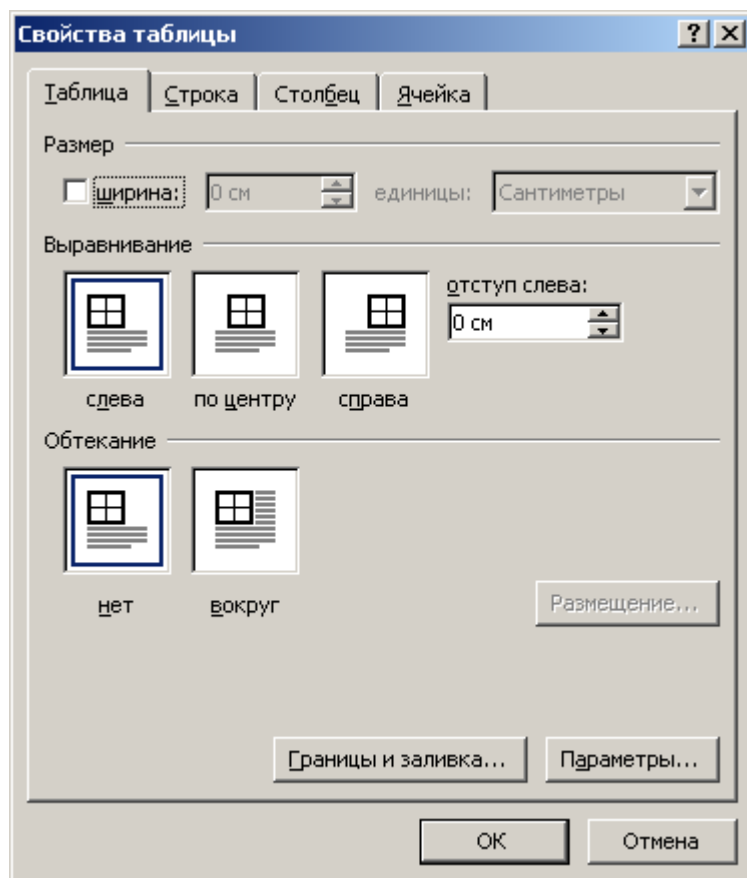 Свойства таблицы
Таблица Строка Столбец Ячейка
Размер
ширина: 0 см единицы: Сантиметры
Выравнивание
отступ слева:
0 см
слева по центру справа
Обтекание
нет вокруг Размещение...
Границы и заливка... Параметры...
ОК Отмена